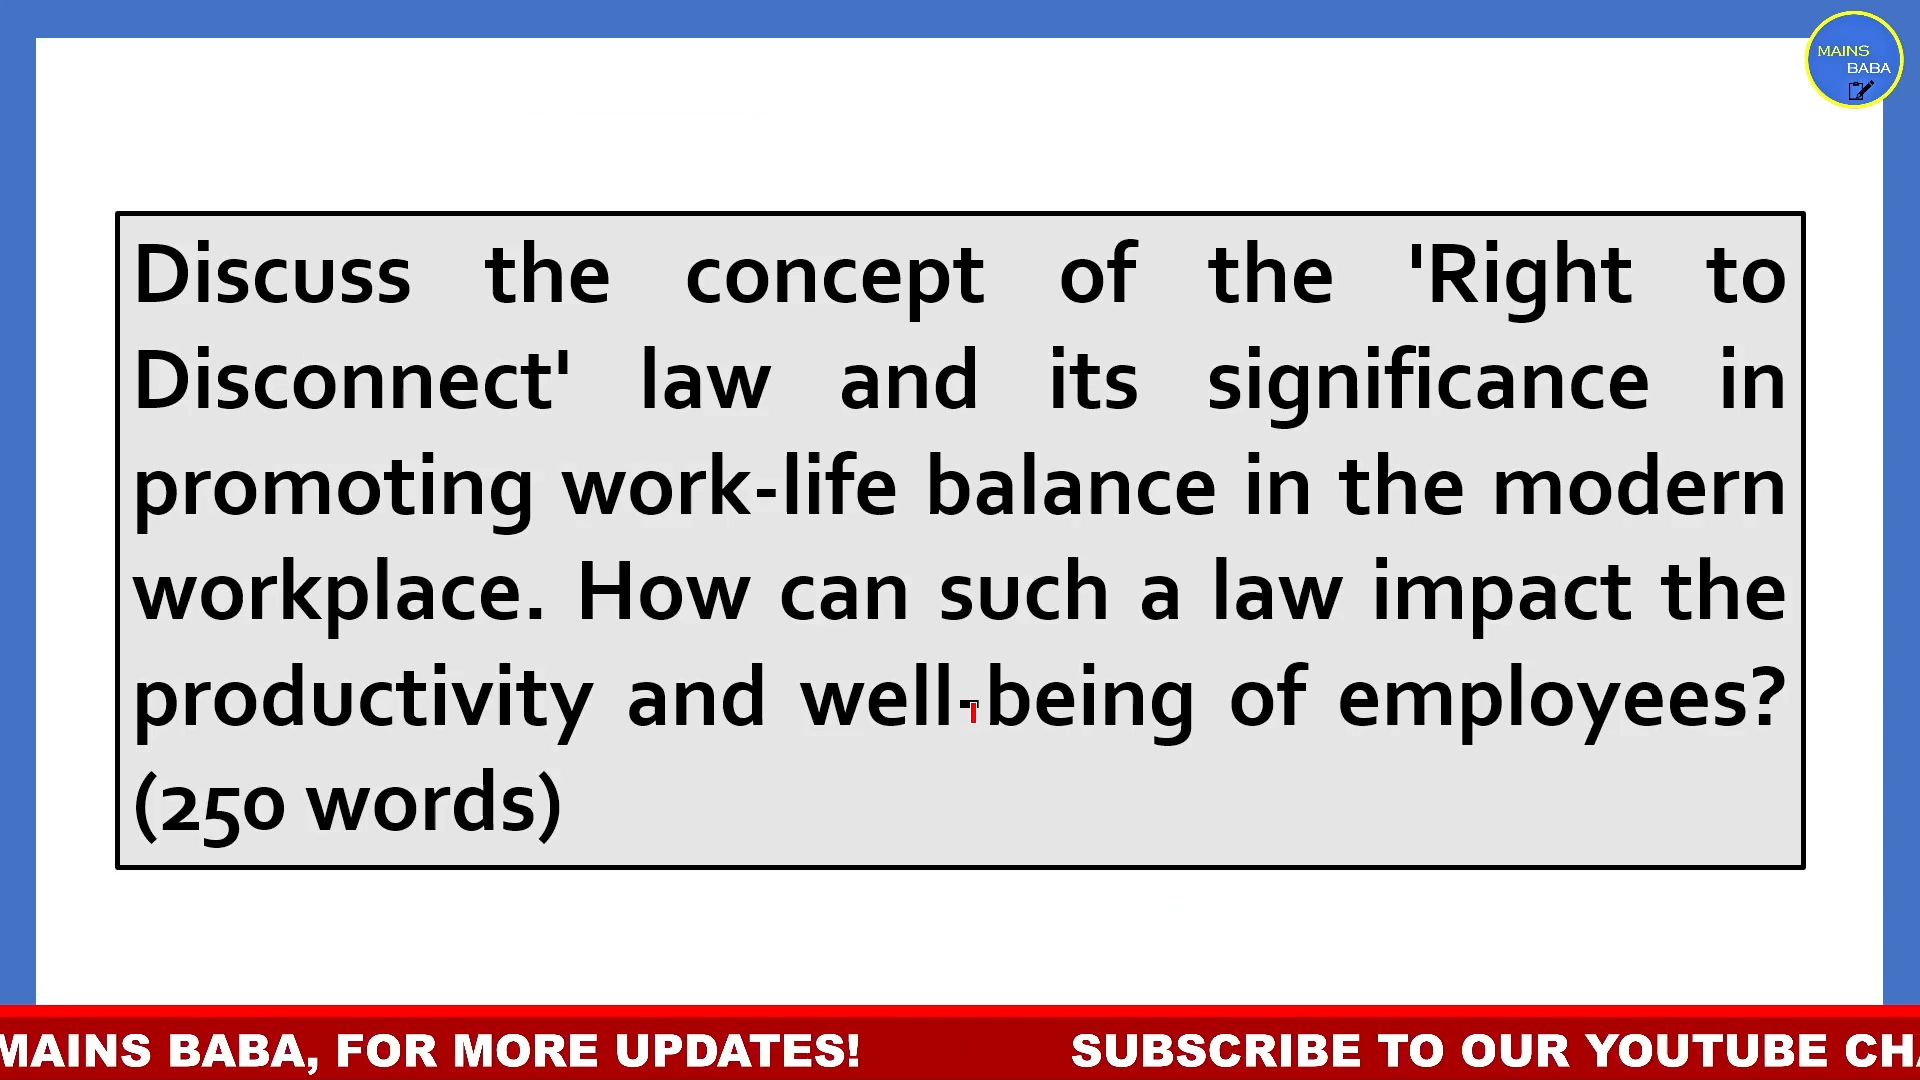 MAINS
BABA
Discuss the concept of the 'Right to
Disconnect' law and its significance in
promoting work-life balance in the modern
workplace. How can such a law impact the
productivity and well-being of employees?
(250 words)
MAINS BABA, FOR MORE UPDATES! SUBSCRIBE TO OUR YOUTUBE